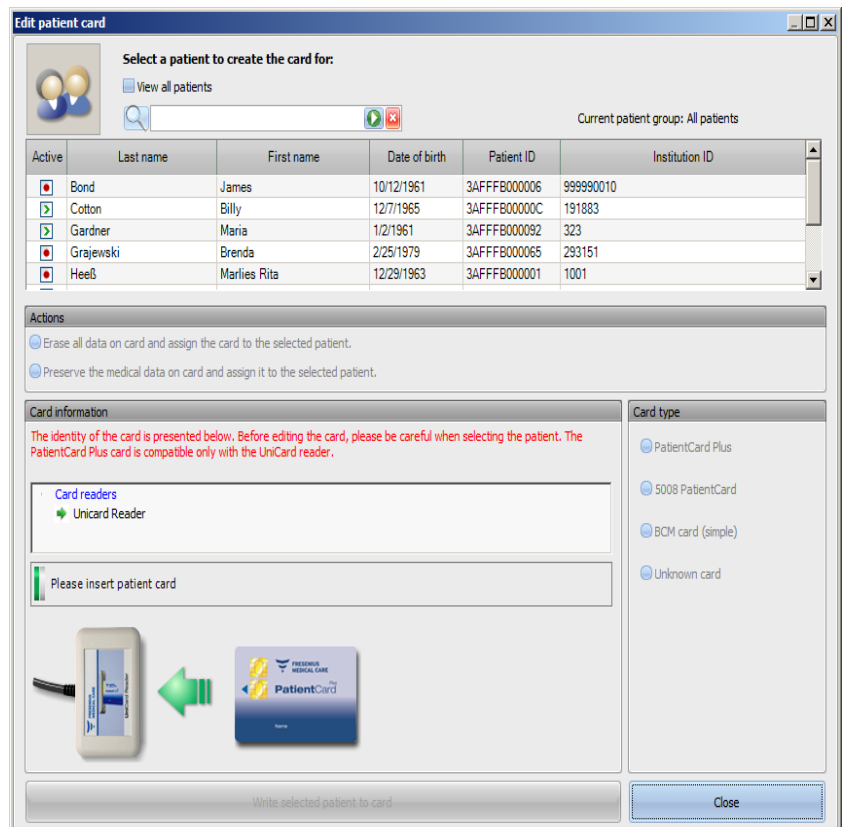 Edit patient card
Select a patient to create the card for:
View all patients
Current patient group: All patients
Active Last name First name Date of birth Patient ID Institution ID
Bond James 10/12/1961 3AFFFB000006 999990010
Cotton Billy 12/7/1965 3AFFFB00000C 191883
Gardner Maria 1/2/1961 3AFFFB000092 323
Grajewski Brenda 2/25/1979 3AFFFB000065 293151
Heeß Marlies Rita 12/29/1963 3AFFFB000001 1001
Actions
Erase all data on card and assign the card to the selected patient.
Preserve the medical data on card and assign it to the selected patient.
Card information
The identity of the card is presented below. Before editing the card, please be careful when selecting the patient. The
PatientCard Plus card is compatible only with the UniCard reader.
Card readers
Unicard Reader
Please insert patient card
FRESENIUS
MEDICAL CARE
UniCard Reader
FRESENIUS
MEDICAL CARE
Plus
PatientCard
Name
Card type
PatientCard Plus
5008 PatientCard
BCM card (simple)
Unknown card
Write selected patient to card
Close